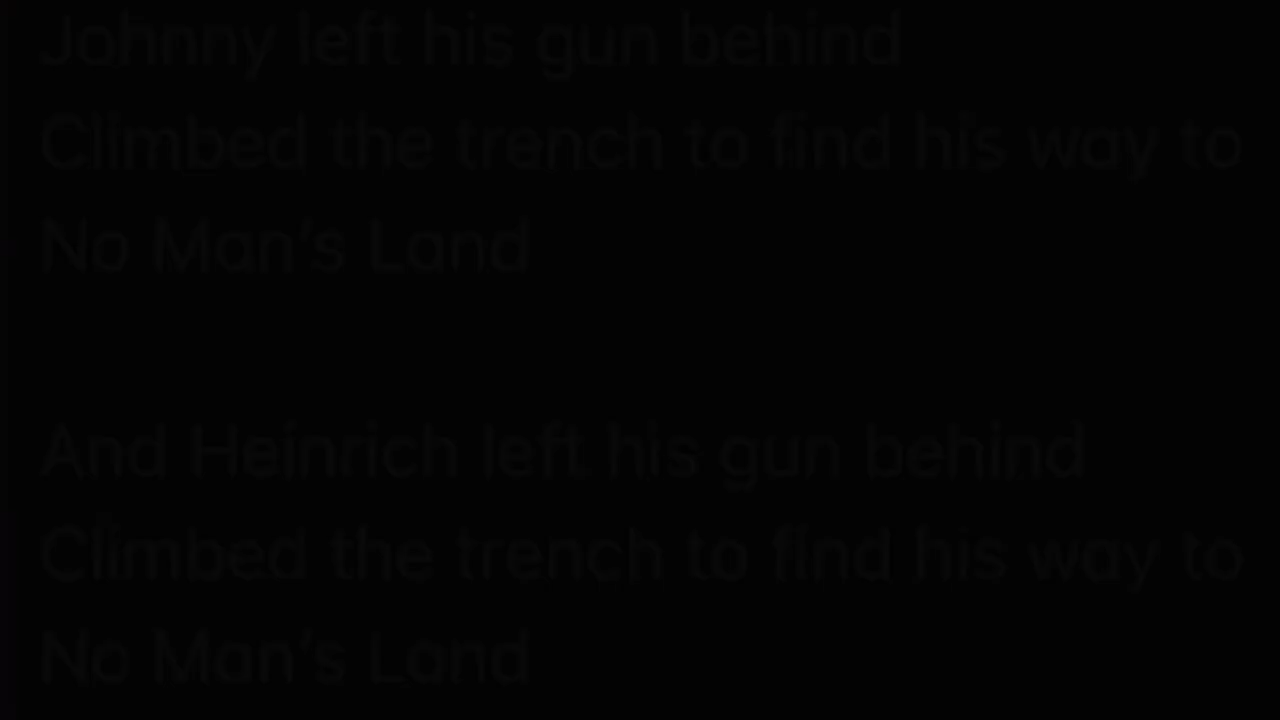 Johnny left his gun behind
Climbed the trench to find his way to
No Man's Land
And Heinrich left his gun behind
Climbed the trench to find his way to
No Man's Land